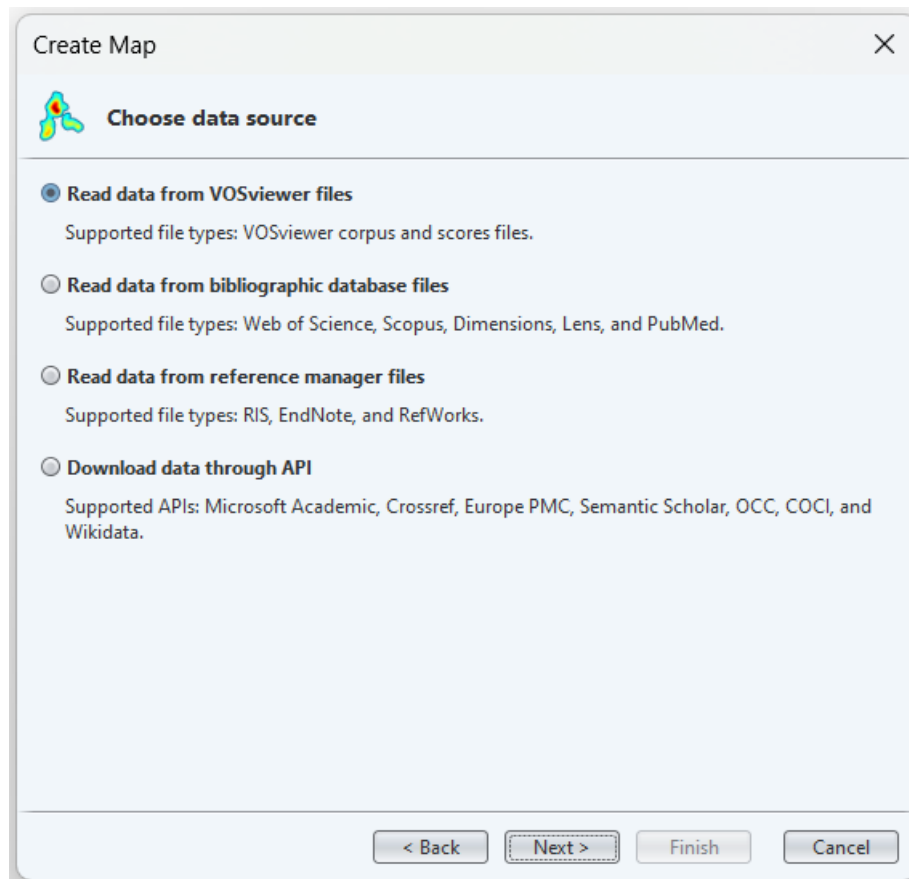 Create Map
Choose data source
Read data from VOSviewer files
Supported file types: VOSviewer corpus and scores files.
Read data from bibliographic database files
Supported file types: Web of Science, Scopus, Dimensions, Lens, and PubMed.
Read data from reference manager files
Supported file types: RIS, EndNote, and RefWorks.
Download data through API
Supported APIs: Microsoft Academic, Crossref, Europe PMC, Semantic Scholar, OCC, COCI, and
Wikidata.
< Back Next > Finish Cancel